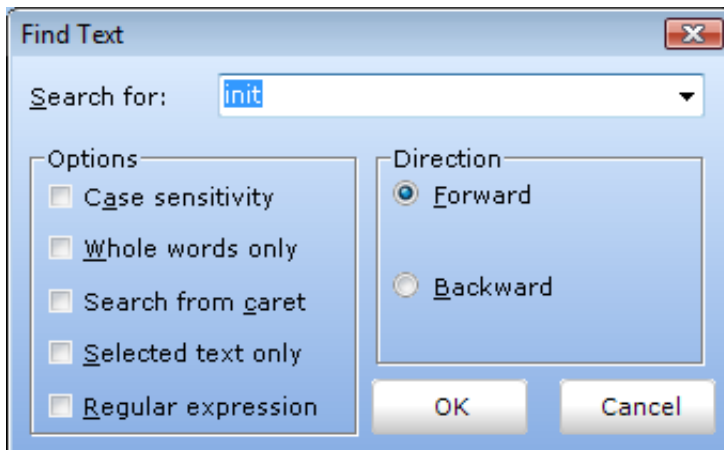 Find Text
Search for: init
Options
Case sensitivity
Whole words only
Search from caret
Selected text only
Regular expression
Direction
Forward
Backward
OK Cancel